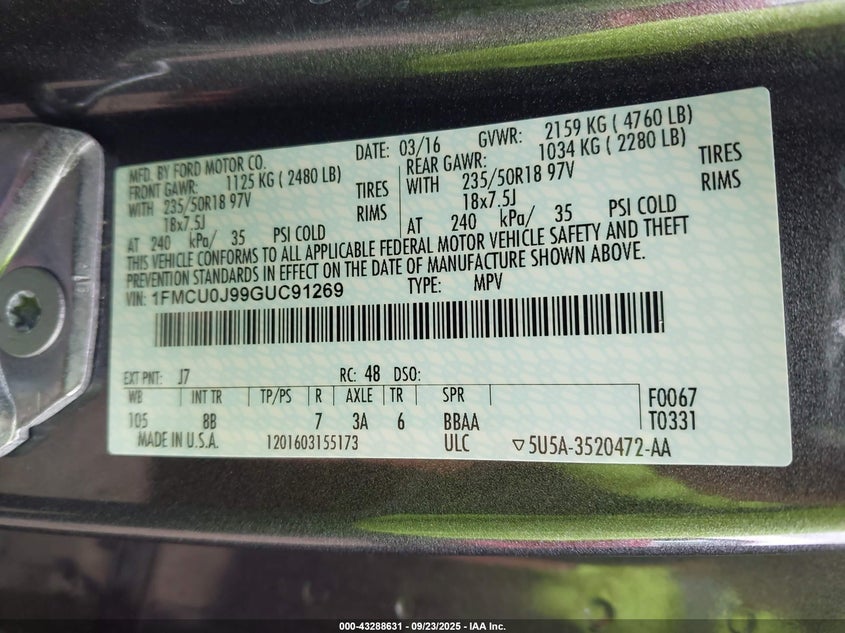 MFD. BY FORD MOTOR CO. DATE: 03/16 GVWR: 2159 KG ( 4760 LB)
FRONT GAWR: 1125 KG ( 2480 LB) REAR GAWR: 1034 KG ( 2280 LB)
WITH 235/50R18 97V TIRES WITH 235/50R18 97V TIRES
18x7.5J RIMS 18x7.5J RIMS
AT 240 kPa/ 35 PSI COLD AT 240 kPa/ 35 PSI COLD
THIS VEHICLE CONFORMS TO ALL APPLICABLE FEDERAL MOTOR VEHICLE SAFETY AND THEFT
PREVENTION STANDARDS IN EFFECT ON THE DATE OF MANUFACTURE SHOWN ABOVE.
VIN: 1FMCU0J99GUC91269 TYPE: MPV
EXT PNT: J7 RC: 48 DSO:
WB INT TR TP/PS R AXLE TR SPR F0067
105 8B 7 3A 6 BBAA T0331
MADE IN U.S.A. 1201603155173 ULC ▽5U5A-3520472-AA
000-43288631 - 09/23/2025 - IAA Inc.